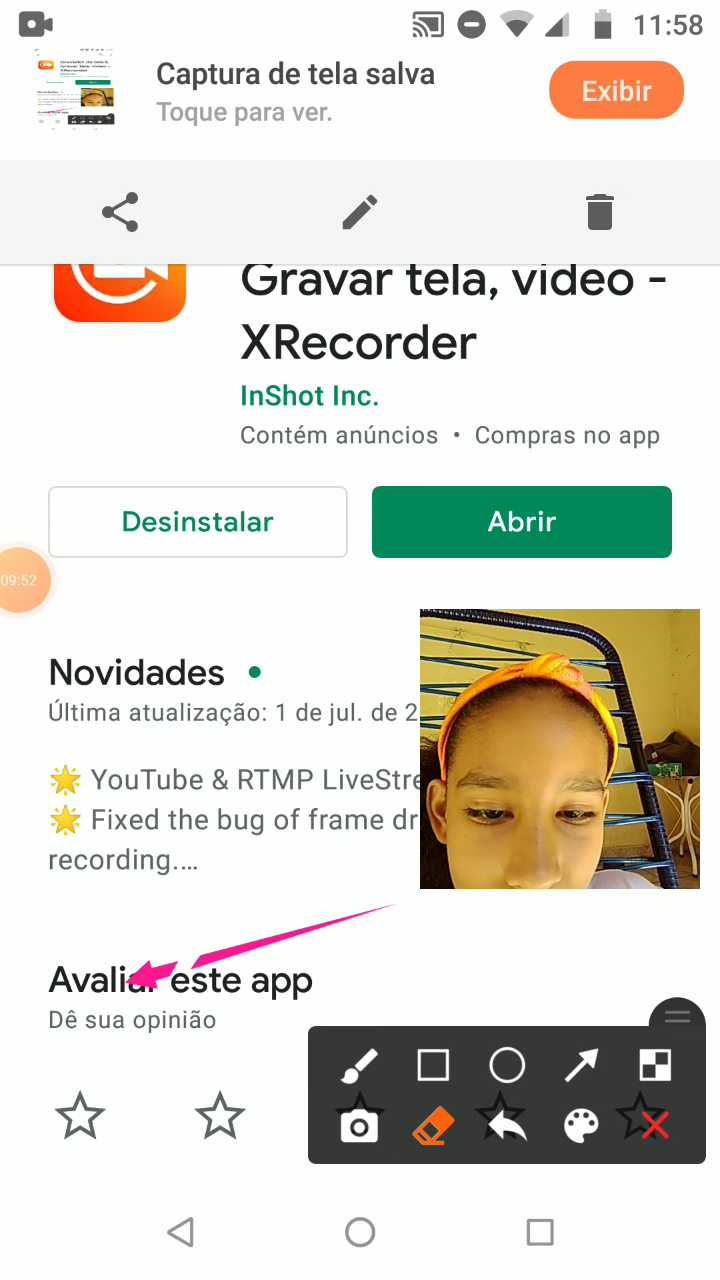 11:58
Captura de tela salva
Toque para ver.
Exibir
Gravar tela, vídeo -
XRecorder
InShot Inc.
Contém anúncios • Compras no app
Desinstalar
Abrir
09:52
Novidades
Última atualização: 1 de jul. de 2
🌟 YouTube & RTMP LiveStre
🌟 Fixed the bug of frame dr
recording.…
Avaliar este app
Dê sua opinião